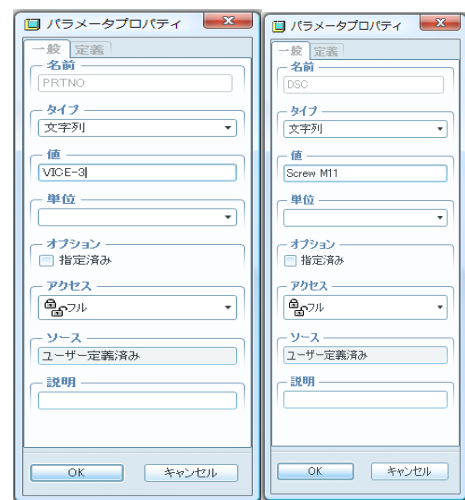 パラメータプロパティ
一般 定義
名前
PRTNO
タイプ
文字列
値
VICE-3
単位
オプション
指定済み
アクセス
フル
ソース
ユーザー定義済み
説明
OK キャンセル
パラメータプロパティ
一般 定義
名前
DSC
タイプ
文字列
値
Screw M11
単位
オプション
指定済み
アクセス
フル
ソース
ユーザー定義済み
説明
OK キャンセル